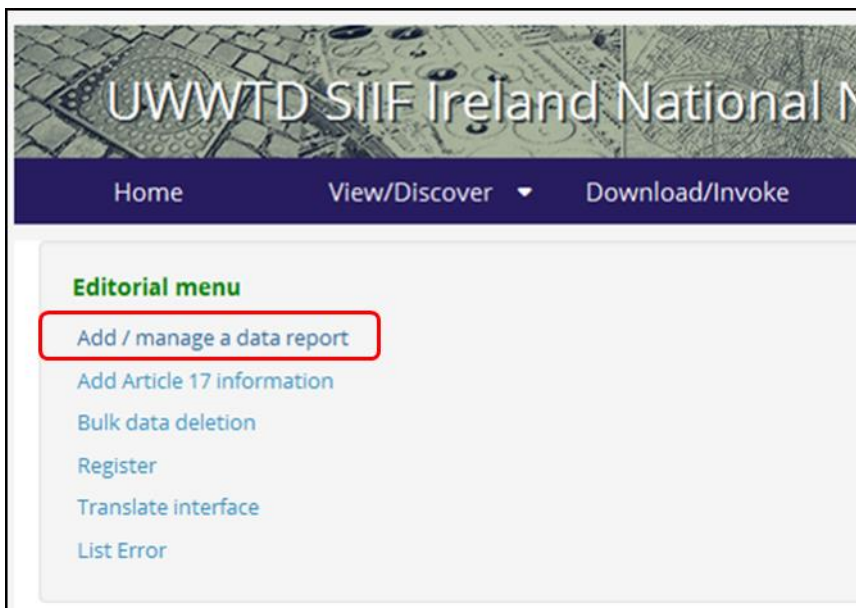 UWWTD SIIF Ireland National
Home View/Discover Download/Invoke
Editorial menu
Add / manage a data report
Add Article 17 information
Bulk data deletion
Register
Translate interface
List Error